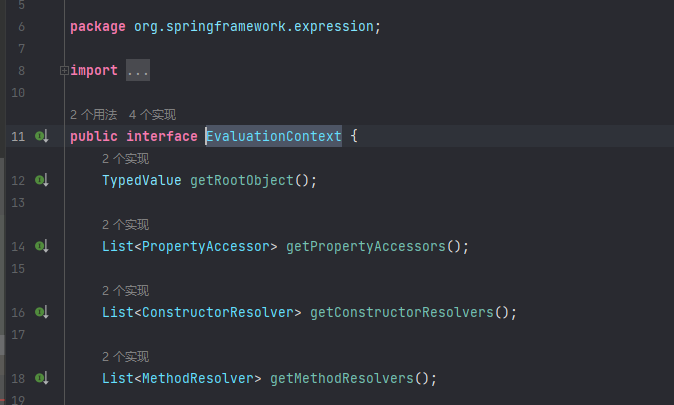 5
6 package org.springframework.expression;
7
8 import ...
10
2 个用法 4 个实现
11 public interface EvaluationContext {
2 个实现
12 TypedValue getRootObject();
13
2 个实现
14 List<PropertyAccessor> getPropertyAccessors();
15
2 个实现
16 List<ConstructorResolver> getConstructorResolvers();
17
2 个实现
18 List<MethodResolver> getMethodResolvers();
19